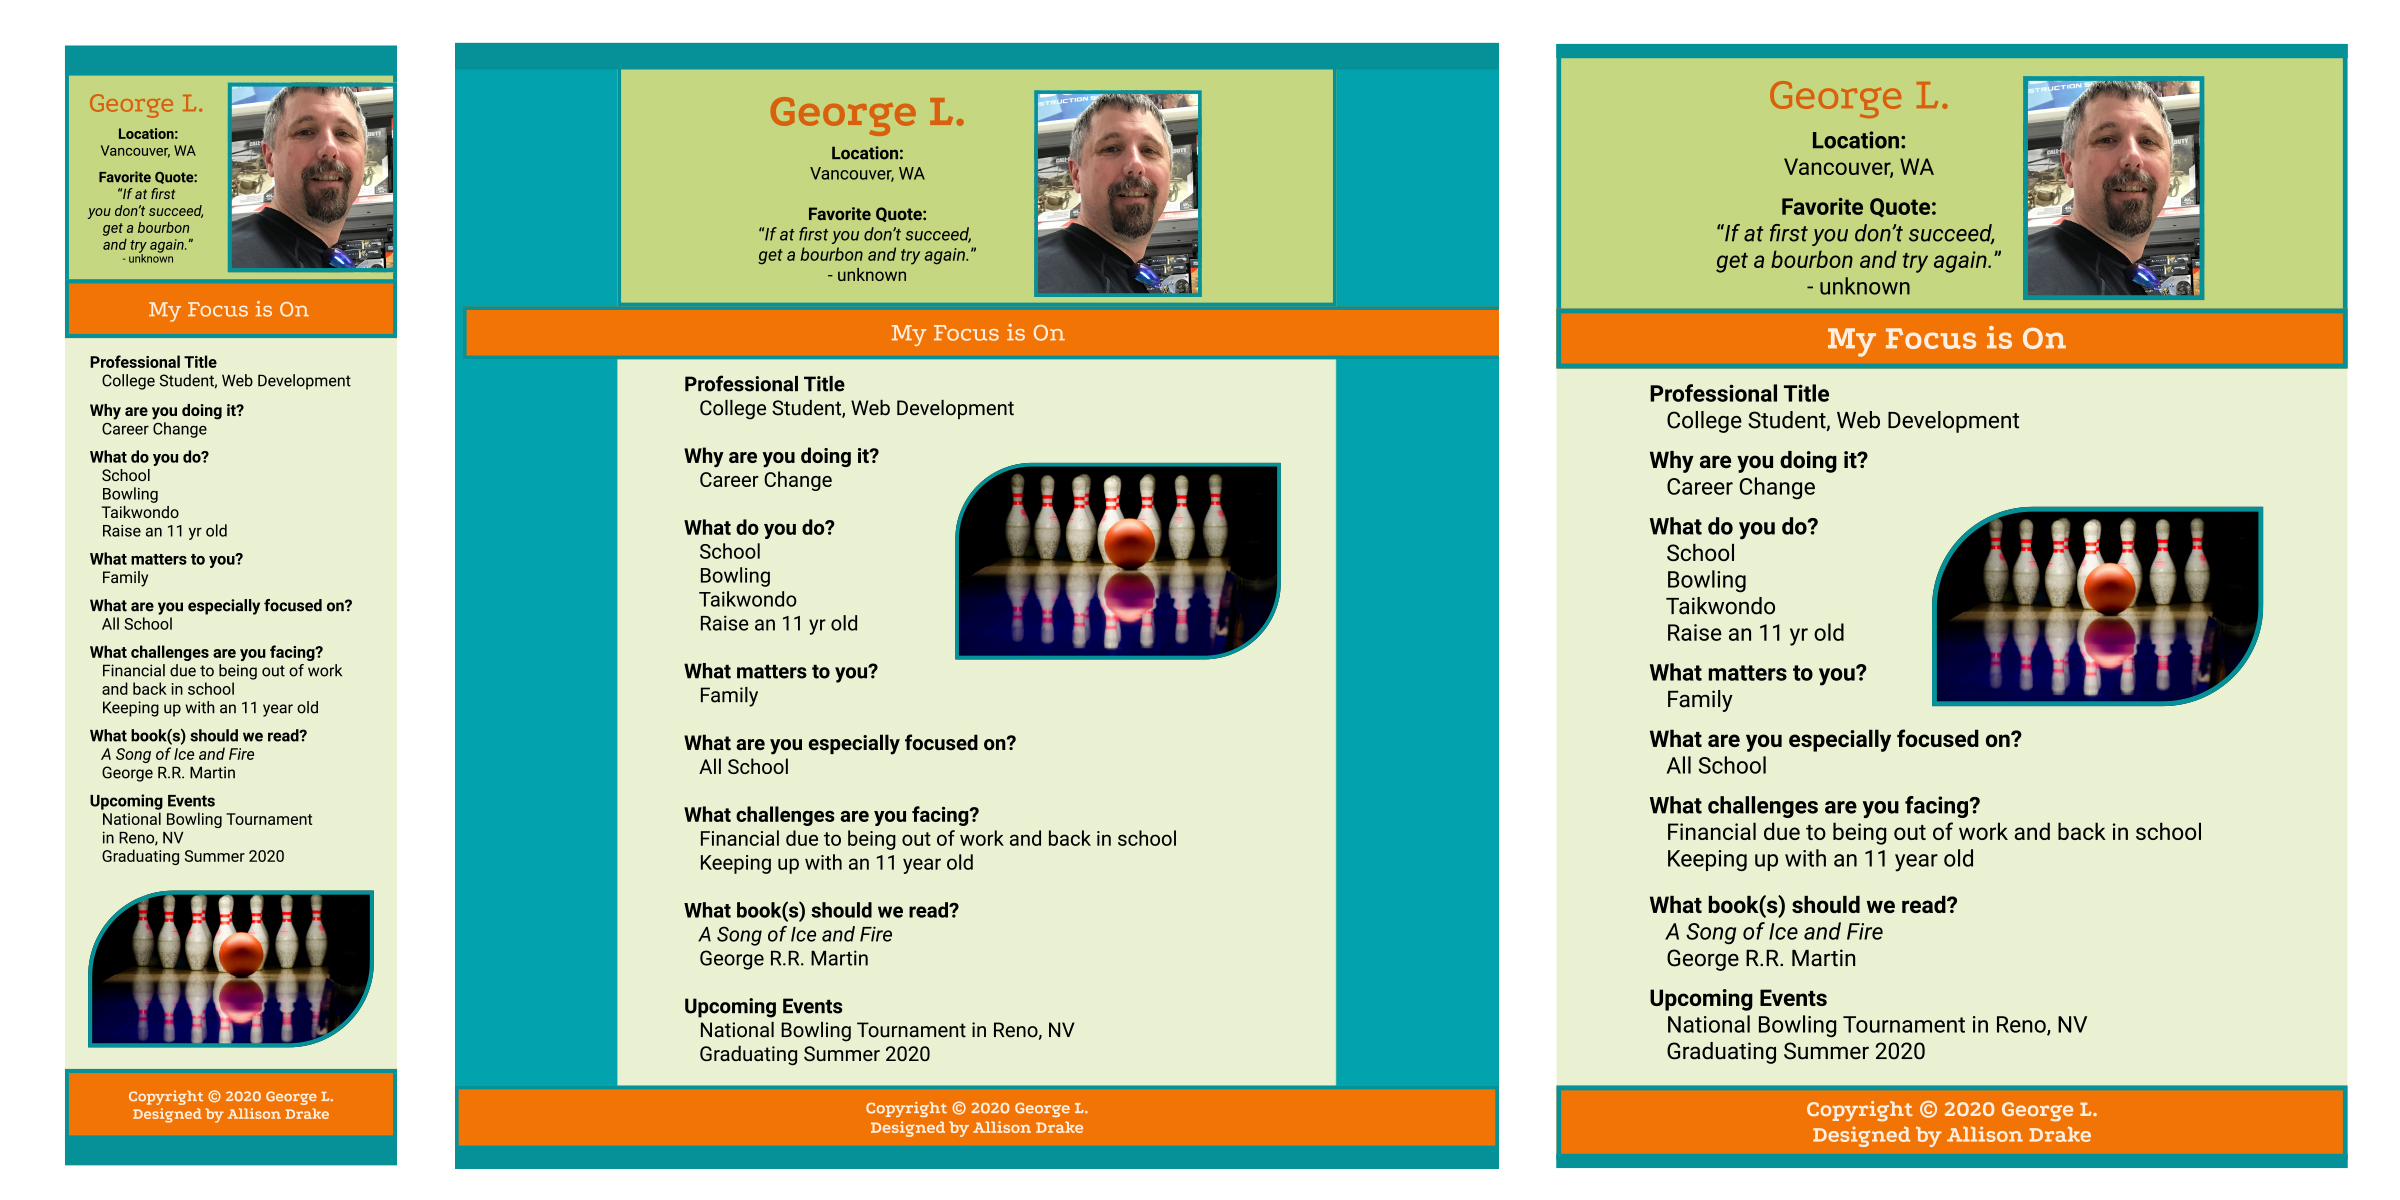 George L.
Location:
Vancouver, WA
Favorite Quote:
“If at first
you don’t succeed,
get a bourbon
and try again.”
- unknown
My Focus is On
Professional Title
College Student, Web Development
Why are you doing it?
Career Change
What do you do?
School
Bowling
Taikwondo
Raise an 11 yr old
What matters to you?
Family
What are you especially focused on?
All School
What challenges are you facing?
Financial due to being out of work
and back in school
Keeping up with an 11 year old
What book(s) should we read?
A Song of Ice and Fire
George R.R. Martin
Upcoming Events
National Bowling Tournament
in Reno, NV
Graduating Summer 2020
Copyright © 2020 George L.
Designed by Allison Drake
George L.
Location:
Vancouver, WA
Favorite Quote:
“If at first you don’t succeed,
get a bourbon and try again.”
- unknown
STRUCTION S
My Focus is On
Professional Title
College Student, Web Development
Why are you doing it?
Career Change
What do you do?
School
Bowling
Taikwondo
Raise an 11 yr old
What matters to you?
Family
What are you especially focused on?
All School
What challenges are you facing?
Financial due to being out of work and back in school
Keeping up with an 11 year old
What book(s) should we read?
A Song of Ice and Fire
George R.R. Martin
Upcoming Events
National Bowling Tournament in Reno, NV
Graduating Summer 2020
Copyright © 2020 George L.
Designed by Allison Drake
George L.
Location:
Vancouver, WA
Favorite Quote:
“If at first you don’t succeed,
get a bourbon and try again.”
- unknown
STRUCTION S
My Focus is On
Professional Title
College Student, Web Development
Why are you doing it?
Career Change
What do you do?
School
Bowling
Taikwondo
Raise an 11 yr old
What matters to you?
Family
What are you especially focused on?
All School
What challenges are you facing?
Financial due to being out of work and back in school
Keeping up with an 11 year old
What book(s) should we read?
A Song of Ice and Fire
George R.R. Martin
Upcoming Events
National Bowling Tournament in Reno, NV
Graduating Summer 2020
Copyright © 2020 George L.
Designed by Allison Drake